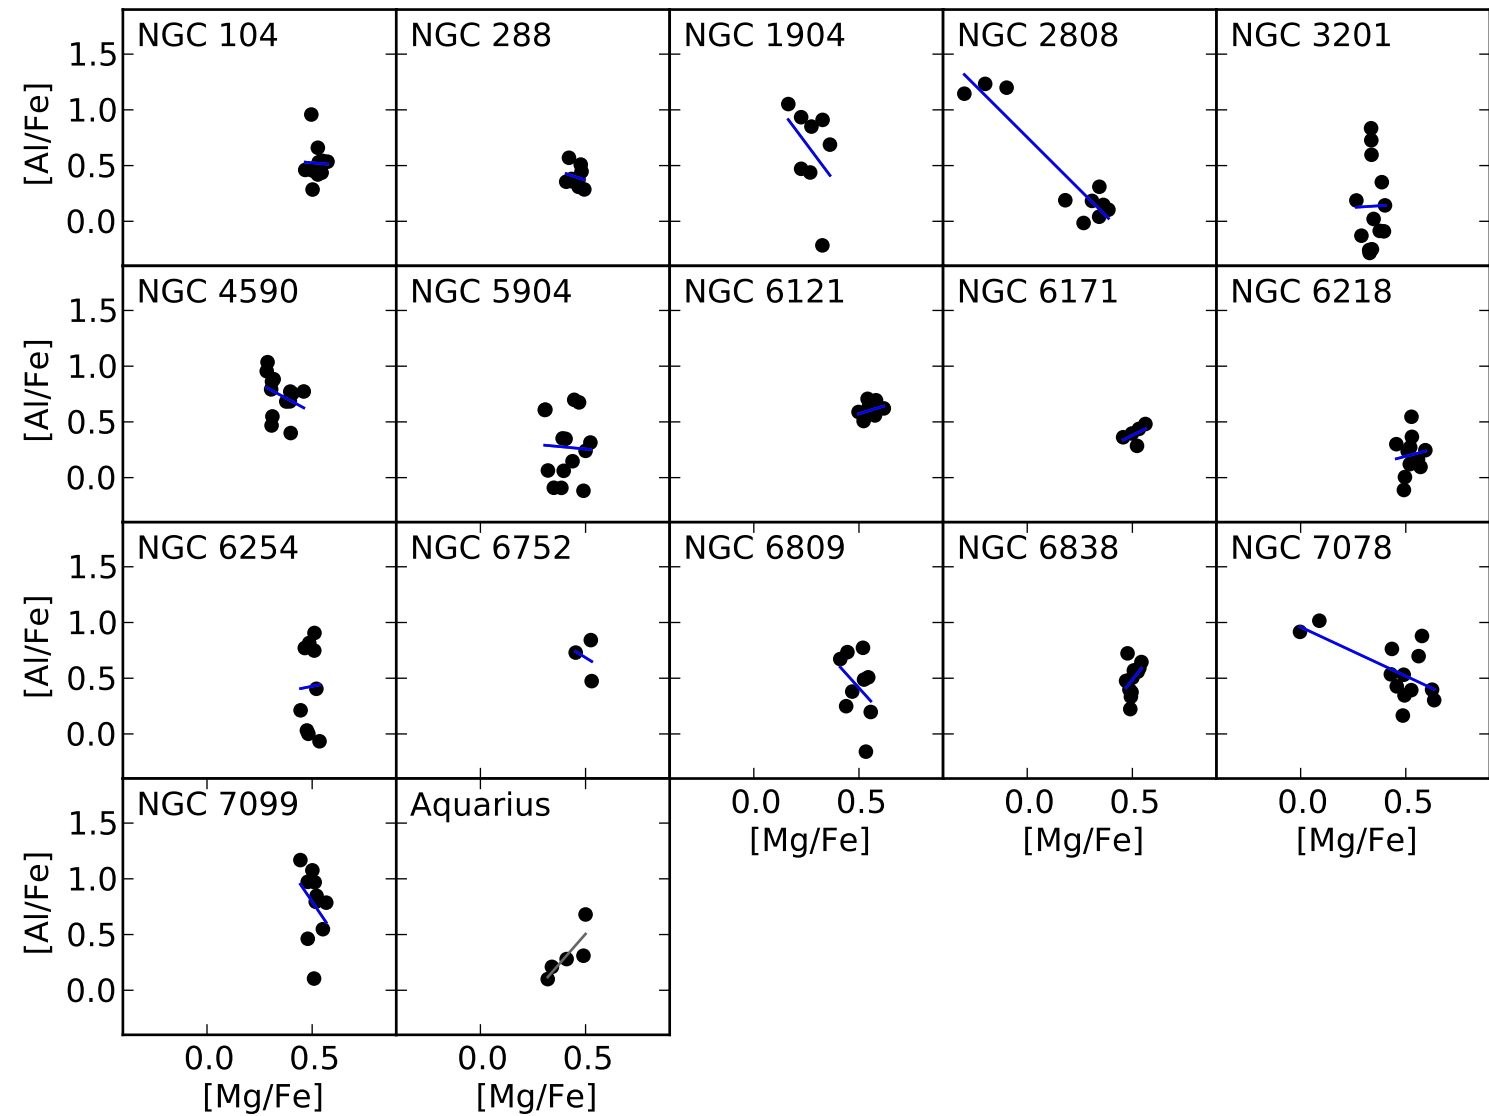 NGC 104 NGC 288 NGC 1904 NGC 2808 NGC 3201
1.5
1.0
0.5
0.0
[Al/Fe]
NGC 4590 NGC 5904 NGC 6121 NGC 6171 NGC 6218
1.5
1.0
0.5
0.0
[Al/Fe]
NGC 6254 NGC 6752 NGC 6809 NGC 6838 NGC 7078
1.5
1.0
0.5
0.0
[Al/Fe]
0.0 0.5 0.0 0.5 0.0 0.5
[Mg/Fe] [Mg/Fe] [Mg/Fe]
NGC 7099 Aquarius
1.5
1.0
0.5
0.0
[Al/Fe]
0.0 0.5 0.0 0.5
[Mg/Fe] [Mg/Fe]